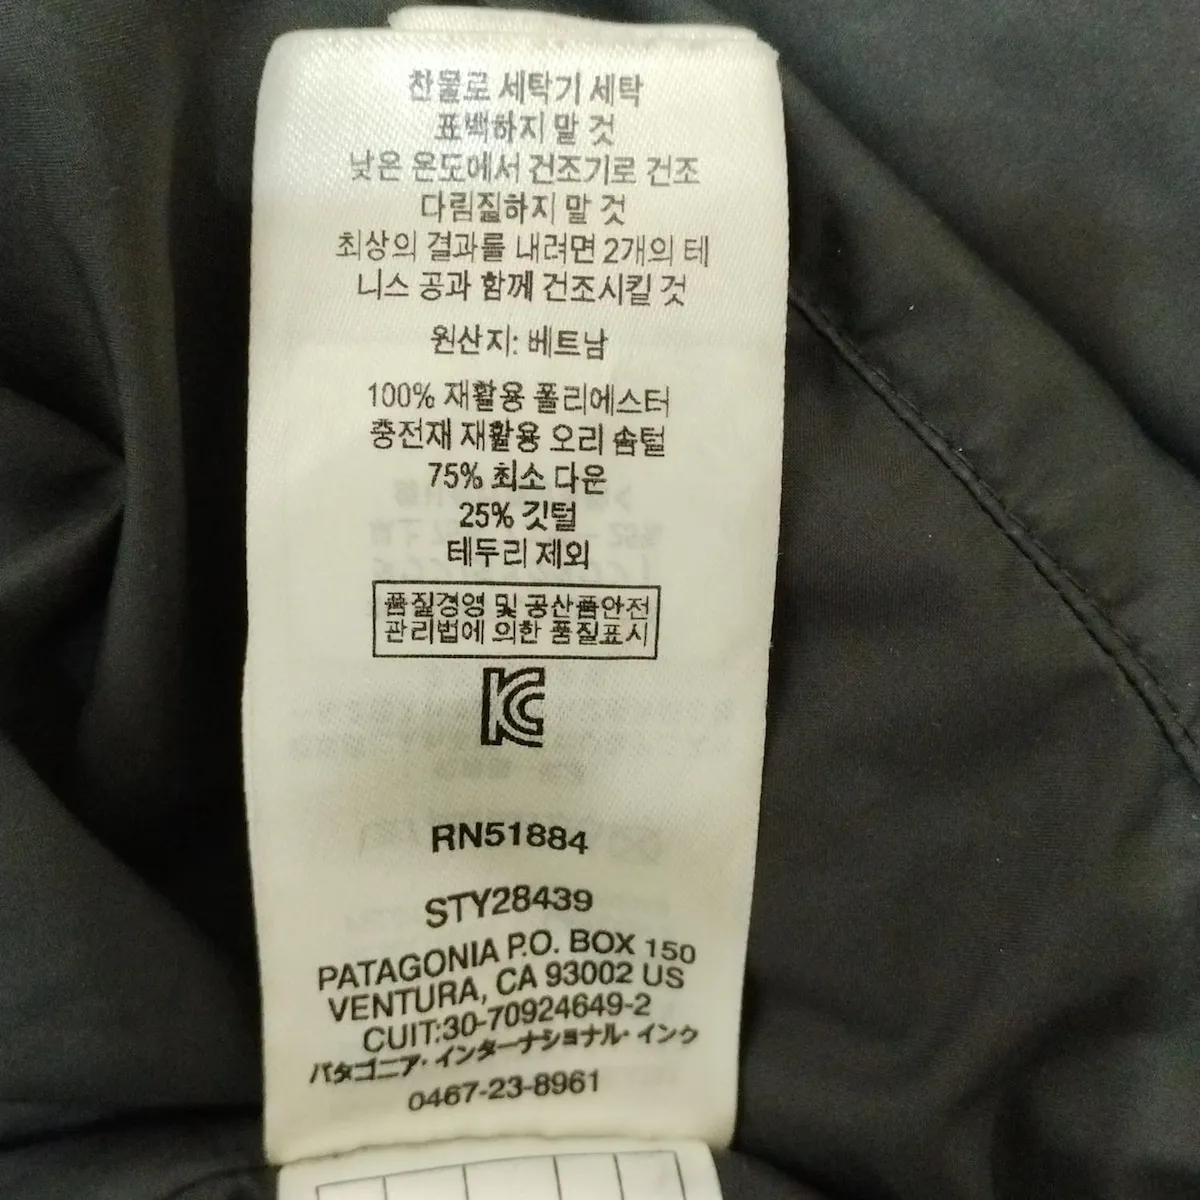 찬물로 세탁기 세탁
표백하지 말 것
낮은 온도에서 건조기로 건조
다림질하지 말 것
최상의 결과를 내려면 2개의 테
니스 공과 함께 건조시킬 것
원산지: 베트남
100% 재활용 폴리에스터
충전재 재활용 오리 솜털
75% 최소 다운
25% 깃털
테두리 제외
품질경영 및 공산품안전
관리법에 의한 품질표시
KC
RN51884
STY28439
PATAGONIA P.O. BOX 150
VENTURA, CA 93002 US
CUIT:30-70924649-2
パタゴニア・インターナショナル・インク
0467-23-8961